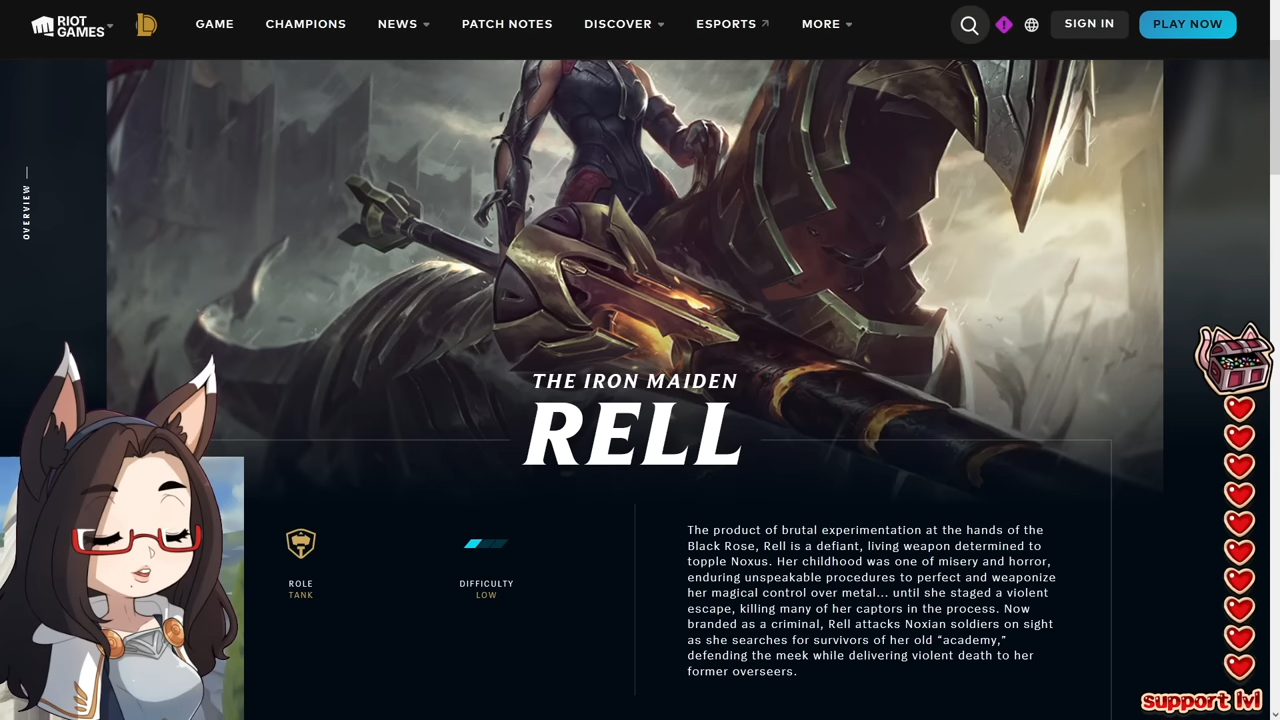 RIOT
GAMES
GAME
CHAMPIONS
NEWS
PATCH NOTES
DISCOVER
ESPORTS
MORE
SIGN IN
PLAY NOW
OVERVIEW
THE IRON MAIDEN
RELL
ROLE
TANK
DIFFICULTY
LOW
The product of brutal experimentation at the hands of the
Black Rose, Rell is a defiant, living weapon determined to
topple Noxus. Her childhood was one of misery and horror,
enduring unspeakable procedures to perfect and weaponize
her magical control over metal... until she staged a violent
escape, killing many of her captors in the process. Now
branded as a criminal, Rell attacks Noxian soldiers on sight
as she searches for survivors of her old “academy,”
defending the meek while delivering violent death to her
former overseers.
support lvl